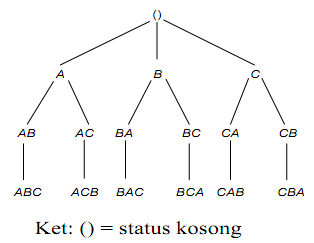 ()
A B C
AB AC BA BC CA CB
ABC ACB BAC BCA CAB CBA
Ket: () = status kosong